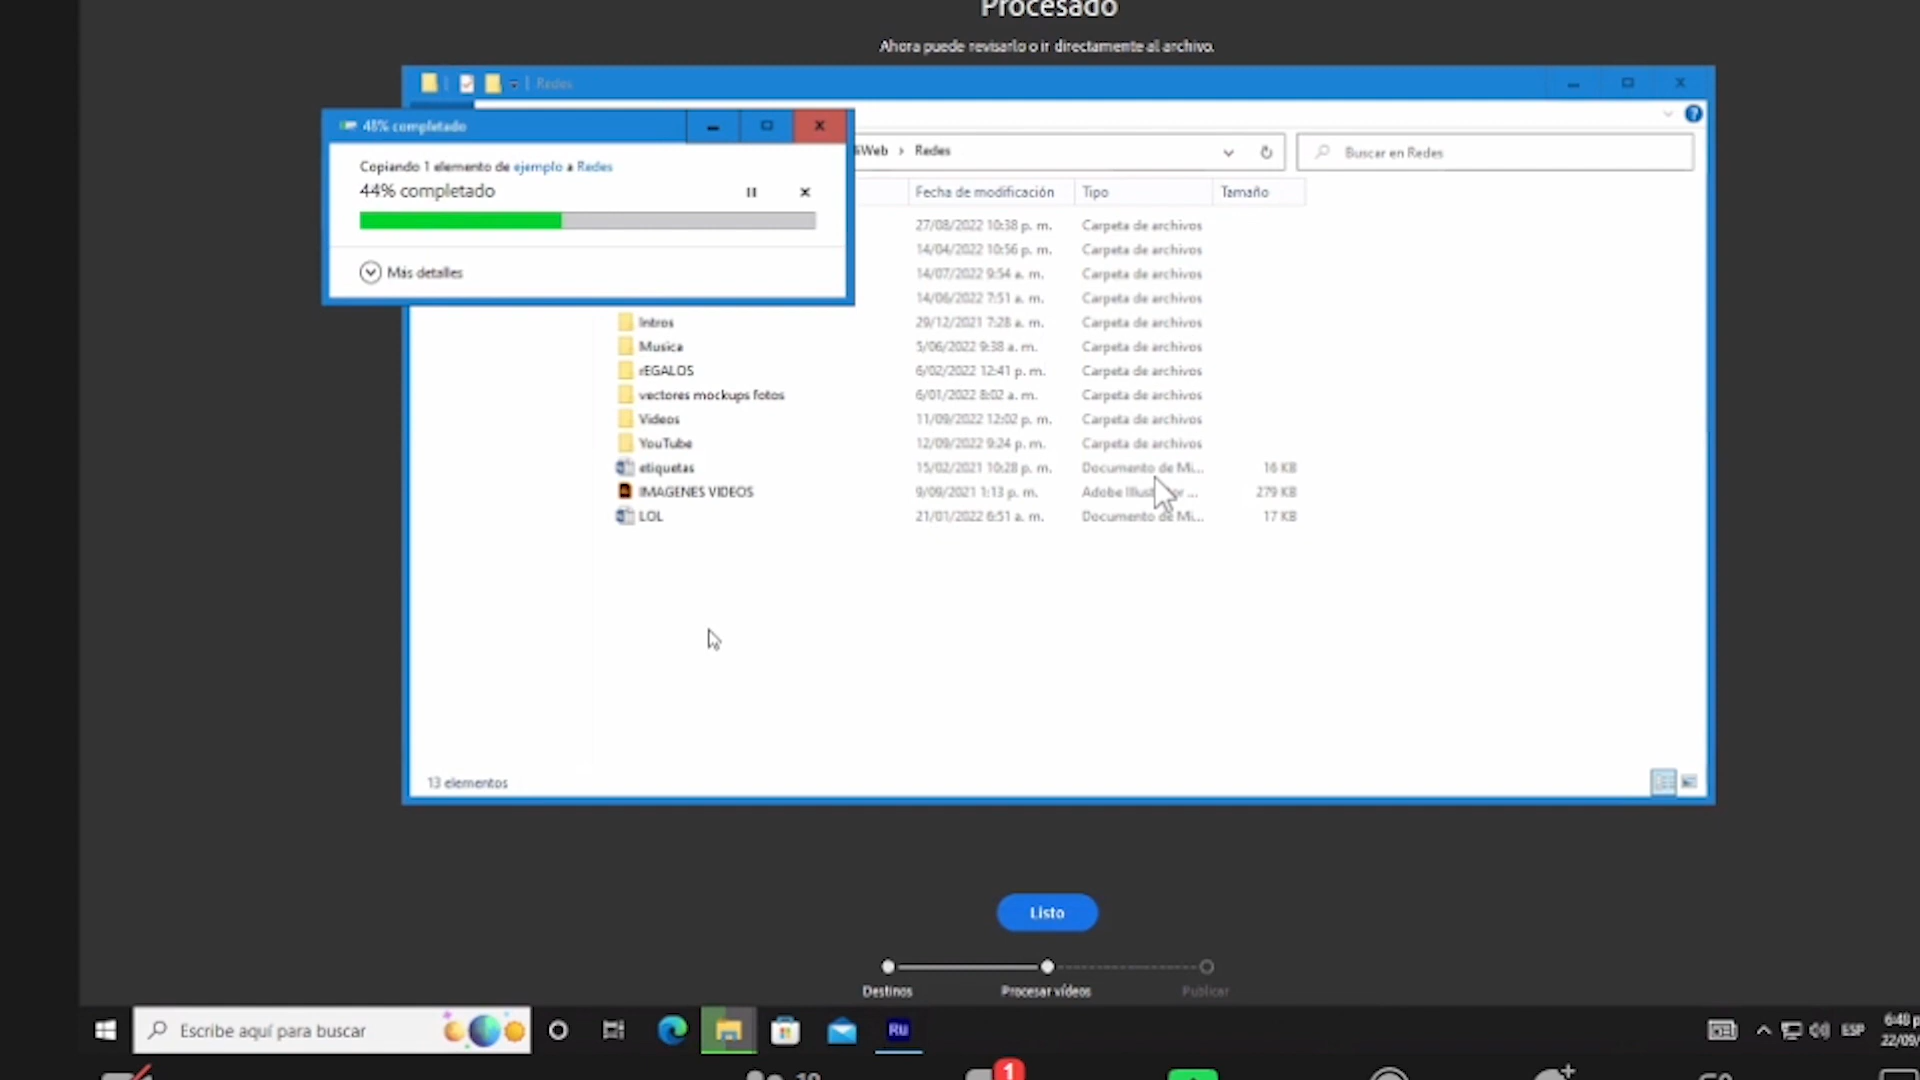 Procesado
Ahora puede revisarlo o ir directamente al archivo.
Redes
48% completado
Copiando 1 elemento de ejemplo a Redes
44% completado
Más detalles
Web › Redes
Buscar en Redes
Fecha de modificación Tipo Tamaño
27/08/2022 10:38 p. m. Carpeta de archivos
14/04/2022 10:56 p. m. Carpeta de archivos
14/07/2022 9:54 a. m. Carpeta de archivos
14/06/2022 7:51 a. m. Carpeta de archivos
Intros 29/12/2021 7:28 a. m. Carpeta de archivos
Musica 5/06/2022 9:38 a. m. Carpeta de archivos
rEGALOS 6/02/2022 12:41 p. m. Carpeta de archivos
vectores mockups fotos 6/01/2022 8:02 a. m. Carpeta de archivos
Videos 11/09/2022 12:02 p. m. Carpeta de archivos
YouTube 12/09/2022 9:24 p. m. Carpeta de archivos
etiquetas 15/02/2021 10:28 p. m. Documento de Mi... 16 KB
IMAGENES VIDEOS 9/09/2021 1:13 p. m. Adobe Illustrator ... 279 KB
LOL 21/01/2022 6:51 a. m. Documento de Mi... 17 KB
13 elementos
Listo
Destinos Procesar vídeos Publicar
Escribe aquí para buscar
Ru
ESP
6:48 p
22/09/
1